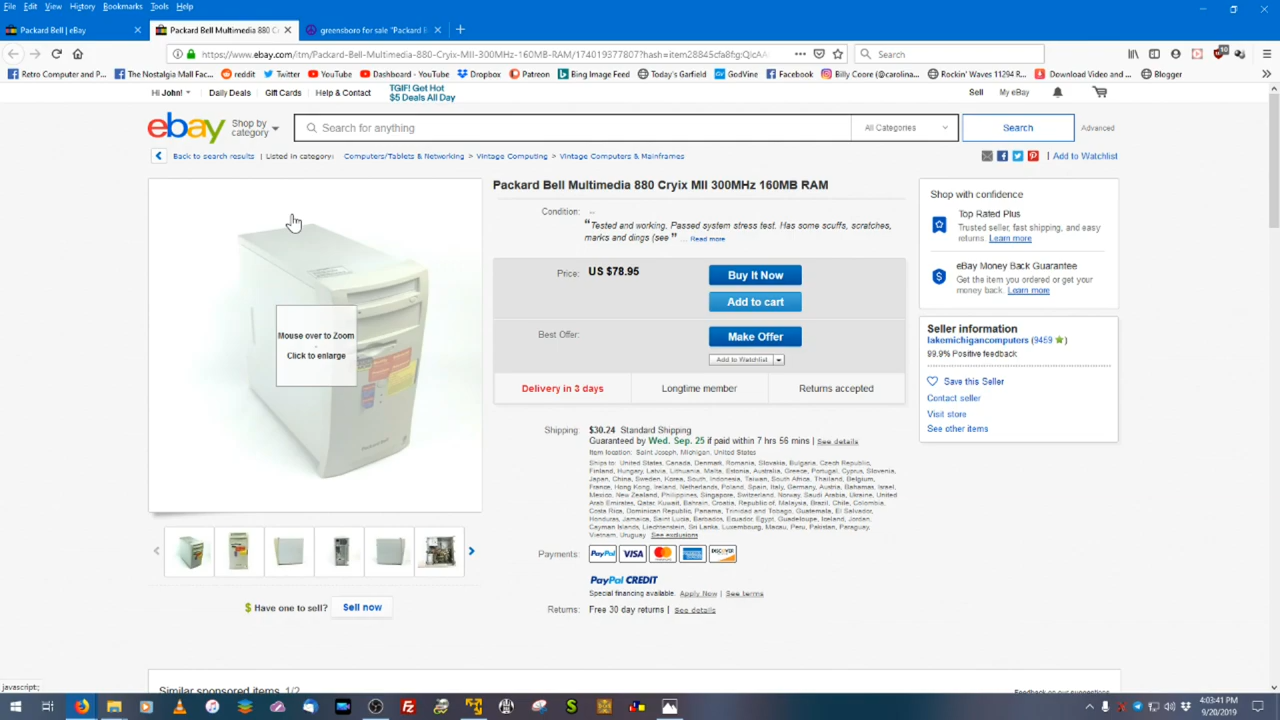 File Edit View History Bookmarks Tools Help
Packard Bell | eBay
Packard Bell Multimedia 880 C
greensboro for sale "Packard B
https://www.ebay.com/itm/Packard-Bell-Multimedia-880-Cryix-MII-300MHz-160MB-RAM/174019377807?hash=item28845cfa8f:g:QlcAA
Search
Retro Computer and P... The Nostalgia Mall Fac... reddit Twitter YouTube Dashboard - YouTube Dropbox Patreon Bing Image Feed Today's Garfield GodVine Facebook Billy Coore (@carolina... Rockin' Waves 11294 R... Download Video and ... Blogger
Hi John! Daily Deals Gift Cards Help & Contact
TGIF! Get Hot
$5 Deals All Day
Sell My eBay
ebay
Shop by
category
Search for anything
All Categories
Search
Advanced
Back to search results | Listed in category: Computers/Tablets & Networking > Vintage Computing > Vintage Computers & Mainframes
| Add to Watchlist
Packard Bell Multimedia 880 Cryix MII 300MHz 160MB RAM
Condition: --
“Tested and working. Passed system stress test. Has some scuffs, scratches,
marks and dings (see ” ... Read more
Price: US $78.95
Buy It Now
Add to cart
Best Offer:
Make Offer
Add to Watchlist
Delivery in 3 days
Longtime member
Returns accepted
Mouse over to Zoom
-
Click to enlarge
Shipping: $30.24 Standard Shipping
Guaranteed by Wed. Sep. 25 if paid within 7 hrs 56 mins | See details
Item location: Saint Joseph, Michigan, United States
Ships to: United States, Canada, Denmark, Romania, Slovakia, Bulgaria, Czech Republic,
Finland, Hungary, Latvia, Lithuania, Malta, Estonia, Australia, Greece, Portugal, Cyprus, Slovenia,
Japan, China, Sweden, Korea, South, Indonesia, Taiwan, South Africa, Thailand, Belgium,
France, Hong Kong, Ireland, Netherlands, Poland, Spain, Italy, Germany, Austria, Bahamas, Israel,
Mexico, New Zealand, Philippines, Singapore, Switzerland, Norway, Saudi Arabia, Ukraine, United
Arab Emirates, Qatar, Kuwait, Bahrain, Croatia, Republic of, Malaysia, Brazil, Chile, Colombia,
Costa Rica, Dominican Republic, Panama, Trinidad and Tobago, Guatemala, El Salvador,
Honduras, Jamaica, Saint Lucia, Barbados, Ecuador, Egypt, Guadeloupe, Iceland, Jordan,
Cayman Islands, Liechtenstein, Sri Lanka, Luxembourg, Macau, Peru, Pakistan, Paraguay,
Vietnam, Uruguay See exclusions
Payments: PayPal VISA DISCOVER
PayPal CREDIT
Special financing available. | Apply Now | See terms
Returns: Free 30 day returns | See details
$ Have one to sell? Sell now
Shop with confidence
Top Rated Plus
Trusted seller, fast shipping, and easy
returns. Learn more
eBay Money Back Guarantee
Get the item you ordered or get your
money back. Learn more
Seller information
lakemichigancomputers (9459 )
99.9% Positive feedback
Save this Seller
Contact seller
Visit store
See other items
Similar sponsored items 1/2
Feedback on our suggestions
javascript:;
4:03:41 PM
9/20/2019